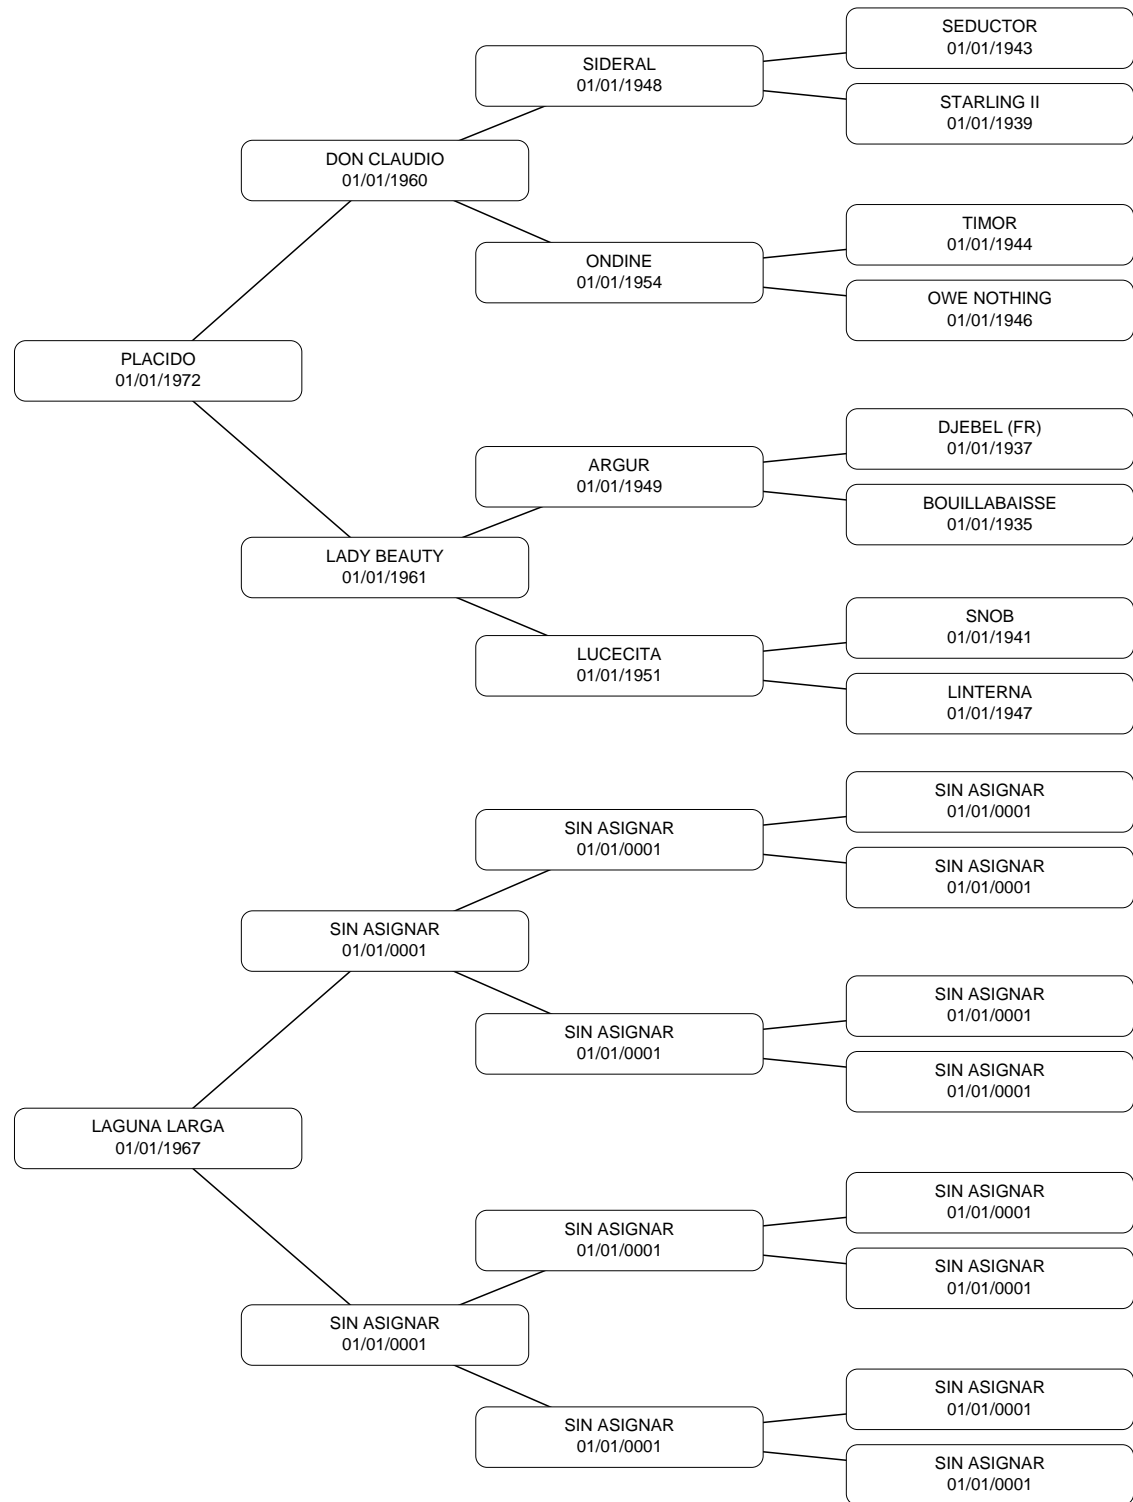 SEDUCTOR
01/01/1943
SIDERAL
01/01/1948
STARLING II
01/01/1939
DON CLAUDIO
01/01/1960
TIMOR
01/01/1944
ONDINE
01/01/1954
OWE NOTHING
01/01/1946
PLACIDO
01/01/1972
DJEBEL (FR)
01/01/1937
ARGUR
01/01/1949
BOUILLABAISSE
01/01/1935
LADY BEAUTY
01/01/1961
SNOB
01/01/1941
LUCECITA
01/01/1951
LINTERNA
01/01/1947
SIN ASIGNAR
01/01/0001
SIN ASIGNAR
01/01/0001
SIN ASIGNAR
01/01/0001
SIN ASIGNAR
01/01/0001
SIN ASIGNAR
01/01/0001
SIN ASIGNAR
01/01/0001
SIN ASIGNAR
01/01/0001
LAGUNA LARGA
01/01/1967
SIN ASIGNAR
01/01/0001
SIN ASIGNAR
01/01/0001
SIN ASIGNAR
01/01/0001
SIN ASIGNAR
01/01/0001
SIN ASIGNAR
01/01/0001
SIN ASIGNAR
01/01/0001
SIN ASIGNAR
01/01/0001